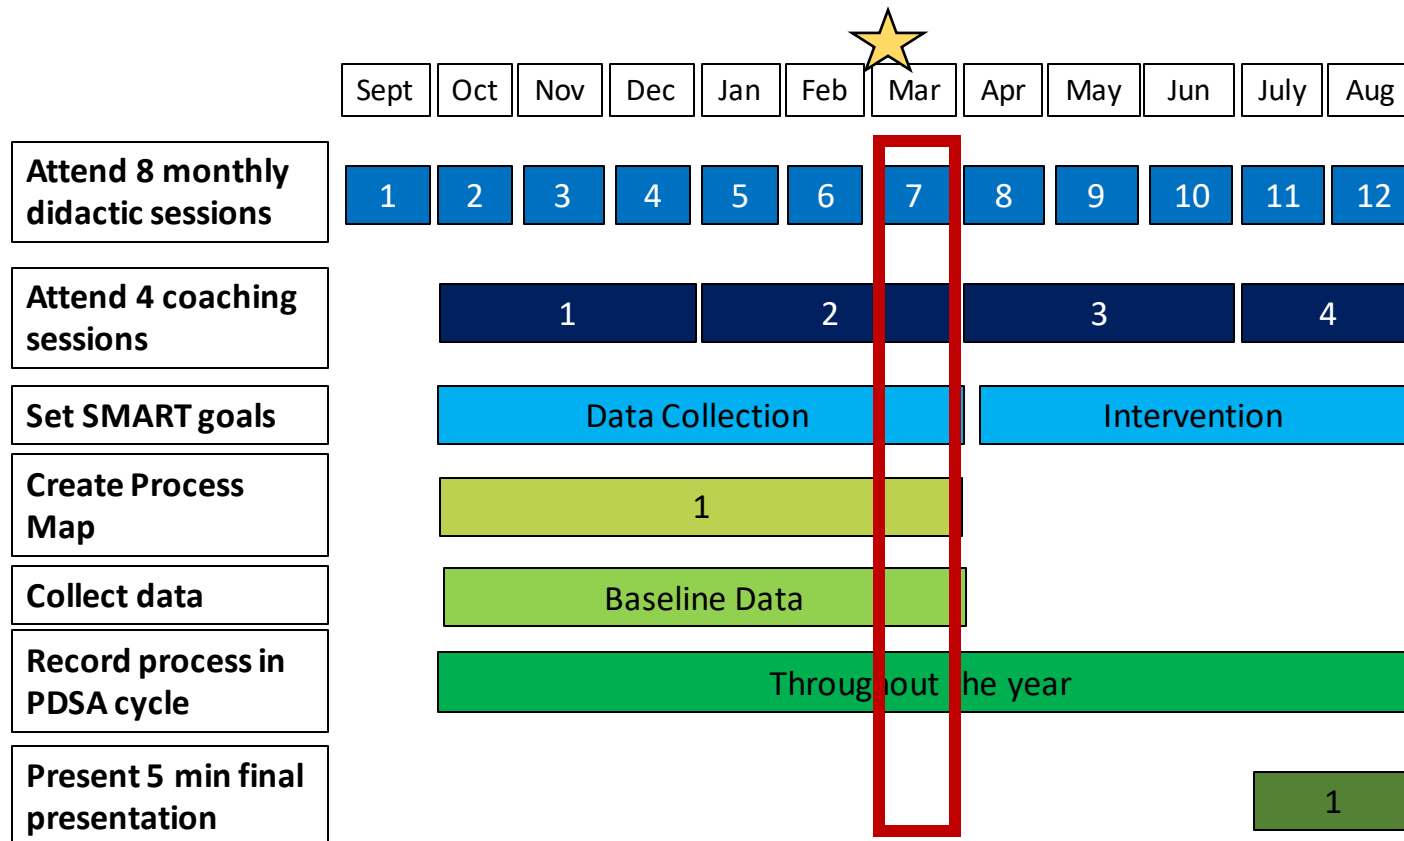 Sept Oct Nov Dec Jan Feb Mar Apr May Jun July Aug
Attend 8 monthly
didactic sessions
1 2 3 4 5 6 7 8 9 10 11 12
Attend 4 coaching
sessions
1 2 3 4
Set SMART goals
Data Collection Intervention
Create Process
Map
1
Collect data
Baseline Data
Record process in
PDSA cycle
Throughout the year
Present 5 min final
presentation
1